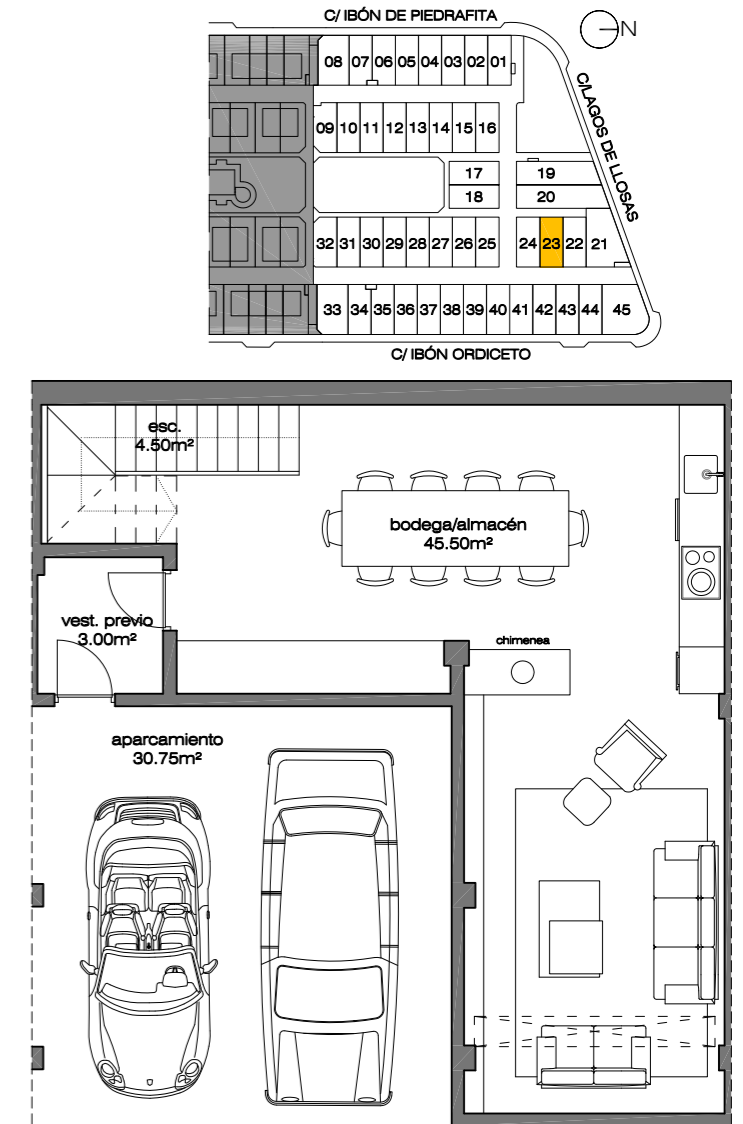 C/ IBÓN DE PIEDRAFITA
N
C/LAGOS DE LLOSAS
08 07 06 05 04 03 02 01
09 10 11 12 13 14 15 16
17
18
19
20
32 31 30 29 28 27 26 25
24 23 22 21
33 34 35 36 37 38 39 40 41 42 43 44 45
C/ IBÓN ORDICETO
esc.
4.50m²
bodega/almacén
45.50m²
vest. previo
3.00m²
chimenea
aparcamiento
30.75m²